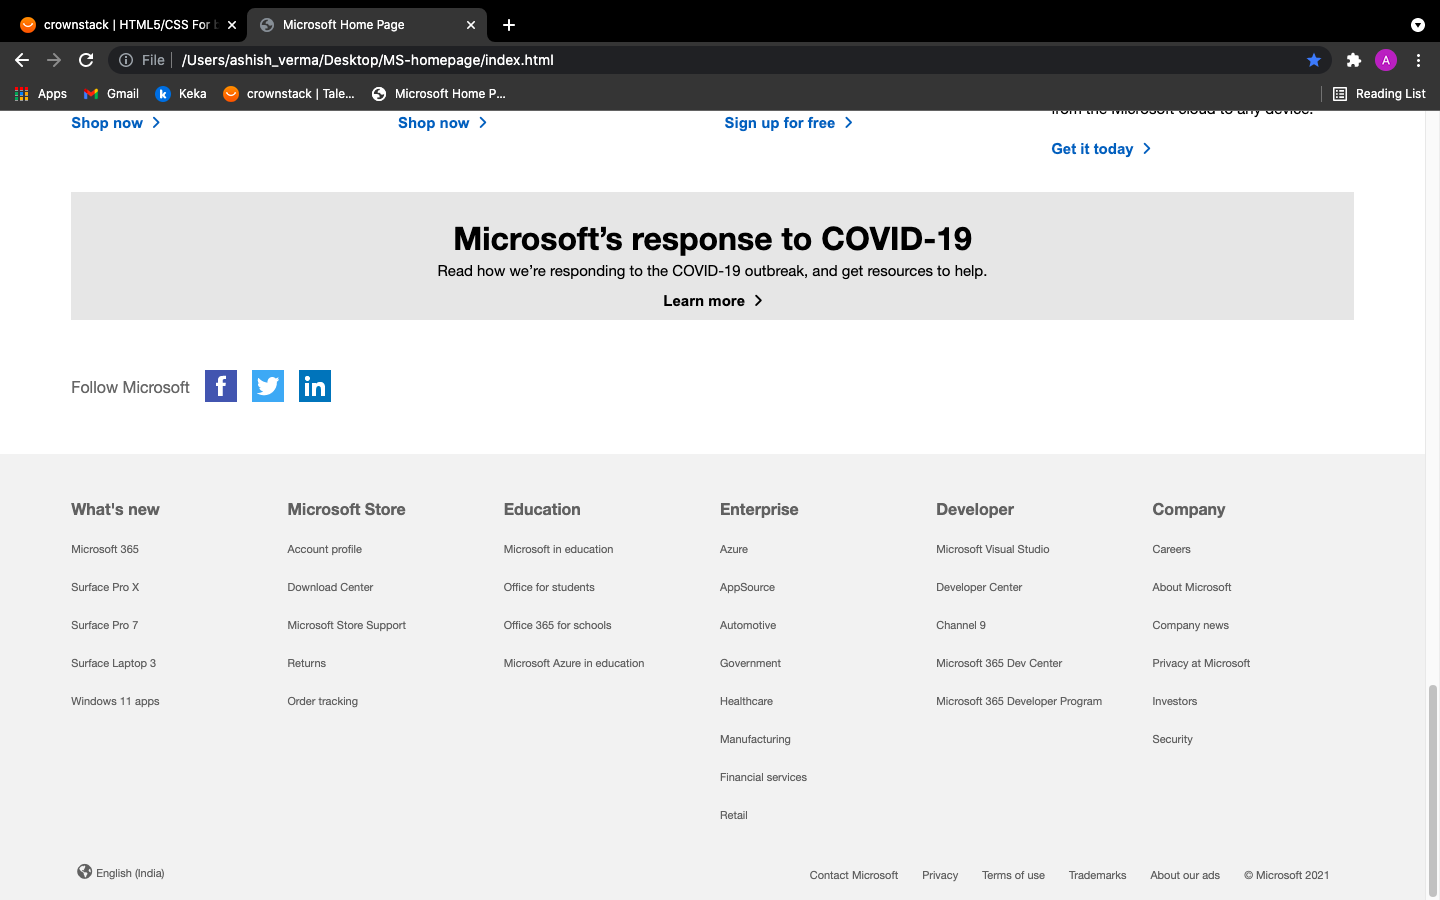 crownstack | HTML5/CSS For b
Microsoft Home Page
File
/Users/ashish_verma/Desktop/MS-homepage/index.html
A
Apps
Gmail
Keka
crownstack | Tale...
Microsoft Home P...
Reading List
from the Microsoft cloud to any device.
Shop now
Shop now
Sign up for free
Get it today
Microsoft’s response to COVID-19
Read how we’re responding to the COVID-19 outbreak, and get resources to help.
Learn more
Follow Microsoft
What's new
Microsoft 365
Surface Pro X
Surface Pro 7
Surface Laptop 3
Windows 11 apps
Microsoft Store
Account profile
Download Center
Microsoft Store Support
Returns
Order tracking
Education
Microsoft in education
Office for students
Office 365 for schools
Microsoft Azure in education
Enterprise
Azure
AppSource
Automotive
Government
Healthcare
Manufacturing
Financial services
Retail
Developer
Microsoft Visual Studio
Developer Center
Channel 9
Microsoft 365 Dev Center
Microsoft 365 Developer Program
Company
Careers
About Microsoft
Company news
Privacy at Microsoft
Investors
Security
English (India)
Contact Microsoft
Privacy
Terms of use
Trademarks
About our ads
© Microsoft 2021